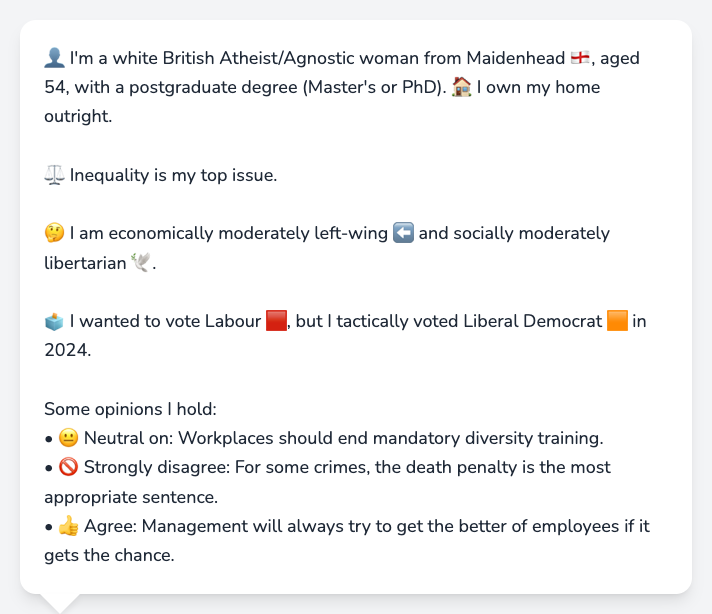 👤 I'm a white British Atheist/Agnostic woman from Maidenhead 🏴󠁧󠁢󠁥󠁮󠁧󠁿, aged
54, with a postgraduate degree (Master's or PhD). 🏠 I own my home
outright.
⚖️ Inequality is my top issue.
🤔 I am economically moderately left-wing ⬅️ and socially moderately
libertarian 🕊️.
🗳️ I wanted to vote Labour 🟥, but I tactically voted Liberal Democrat 🟧 in
2024.
Some opinions I hold:
• 😐 Neutral on: Workplaces should end mandatory diversity training.
• 🚫 Strongly disagree: For some crimes, the death penalty is the most
appropriate sentence.
• 👍 Agree: Management will always try to get the better of employees if it
gets the chance.